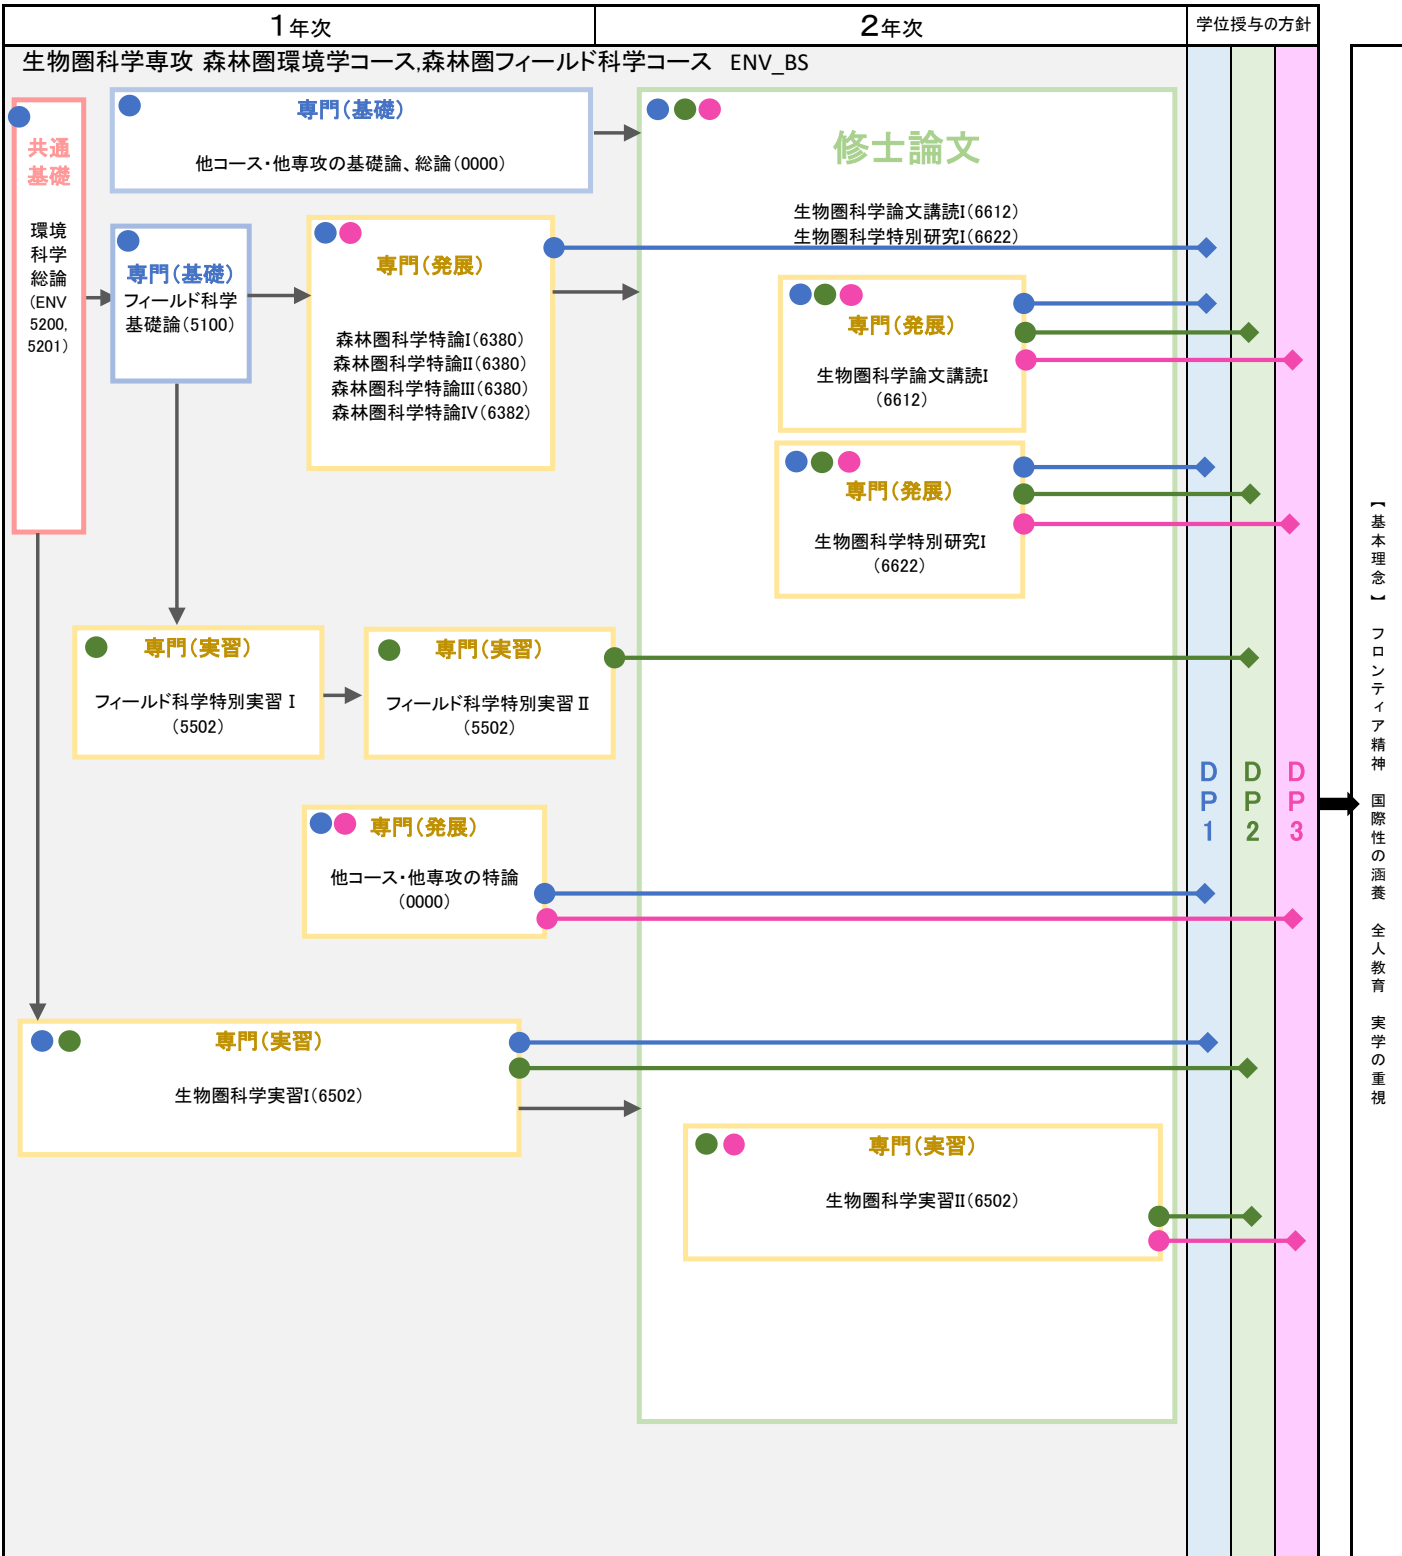 1年次
2年次
学位授与の方針
生物圏科学専攻 森林圏環境学コース,森林圏フィールド科学コース ENV_BS
共通
基礎
環境
科学
総論
(ENV
5200,
5201)
専門(基礎)
他コース・他専攻の基礎論、総論(0000)
専門(基礎)
フィールド科学
基礎論(5100)
専門(発展)
森林圏科学特論I(6380)
森林圏科学特論II(6380)
森林圏科学特論III(6380)
森林圏科学特論IV(6382)
修士論文
生物圏科学論文講読I(6612)
生物圏科学特別研究I(6622)
専門(発展)
生物圏科学論文講読I
(6612)
専門(発展)
生物圏科学特別研究I
(6622)
専門(実習)
フィールド科学特別実習Ⅰ
(5502)
専門(実習)
フィールド科学特別実習Ⅱ
(5502)
専門(発展)
他コース・他専攻の特論
(0000)
専門(実習)
生物圏科学実習I(6502)
専門(実習)
生物圏科学実習II(6502)
DP1
DP2
DP3
【基本理念】 フロンティア精神 国際性の涵養 全人教育 実学の重視